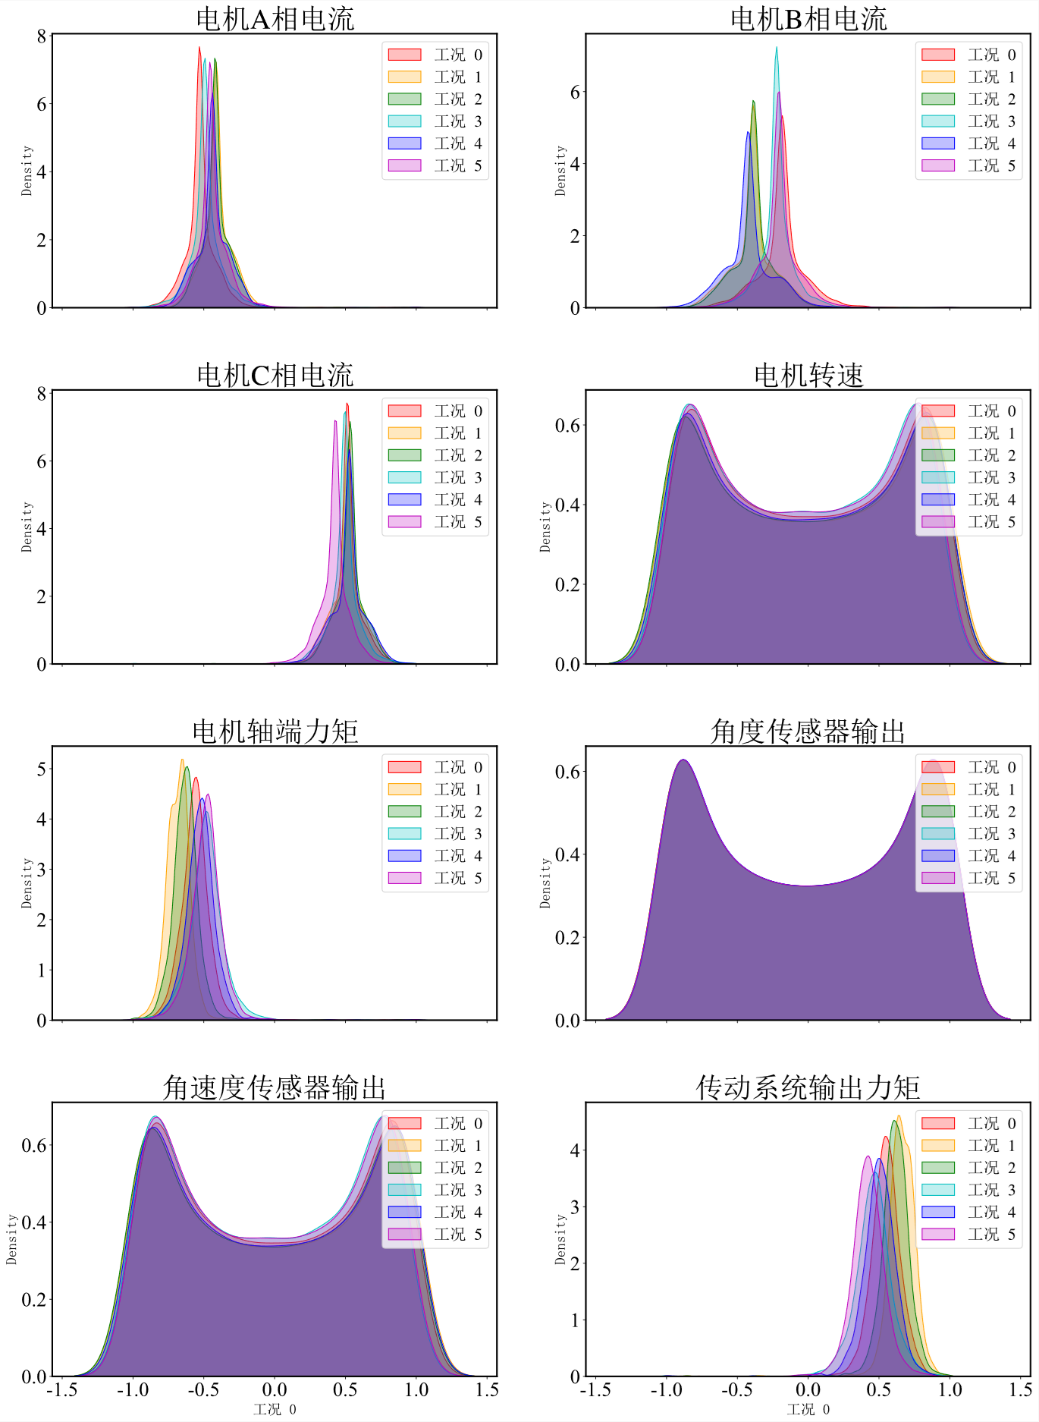 电机A相电流
8
6
4
2
0
Density
工况 0
工况 1
工况 2
工况 3
工况 4
工况 5
电机B相电流
6
4
2
0
Density
工况 0
工况 1
工况 2
工况 3
工况 4
工况 5
电机C相电流
8
6
4
2
0
Density
工况 0
工况 1
工况 2
工况 3
工况 4
工况 5
电机转速
0.6
0.4
0.2
0.0
Density
工况 0
工况 1
工况 2
工况 3
工况 4
工况 5
电机轴端力矩
5
4
3
2
1
0
Density
工况 0
工况 1
工况 2
工况 3
工况 4
工况 5
角度传感器输出
0.6
0.4
0.2
0.0
Density
工况 0
工况 1
工况 2
工况 3
工况 4
工况 5
角速度传感器输出
0.6
0.4
0.2
0.0
Density
工况 0
工况 1
工况 2
工况 3
工况 4
工况 5
-1.5 -1.0 -0.5 0.0 0.5 1.0 1.5
工况 0
传动系统输出力矩
4
3
2
1
0
Density
工况 0
工况 1
工况 2
工况 3
工况 4
工况 5
-1.5 -1.0 -0.5 0.0 0.5 1.0 1.5
工况 0